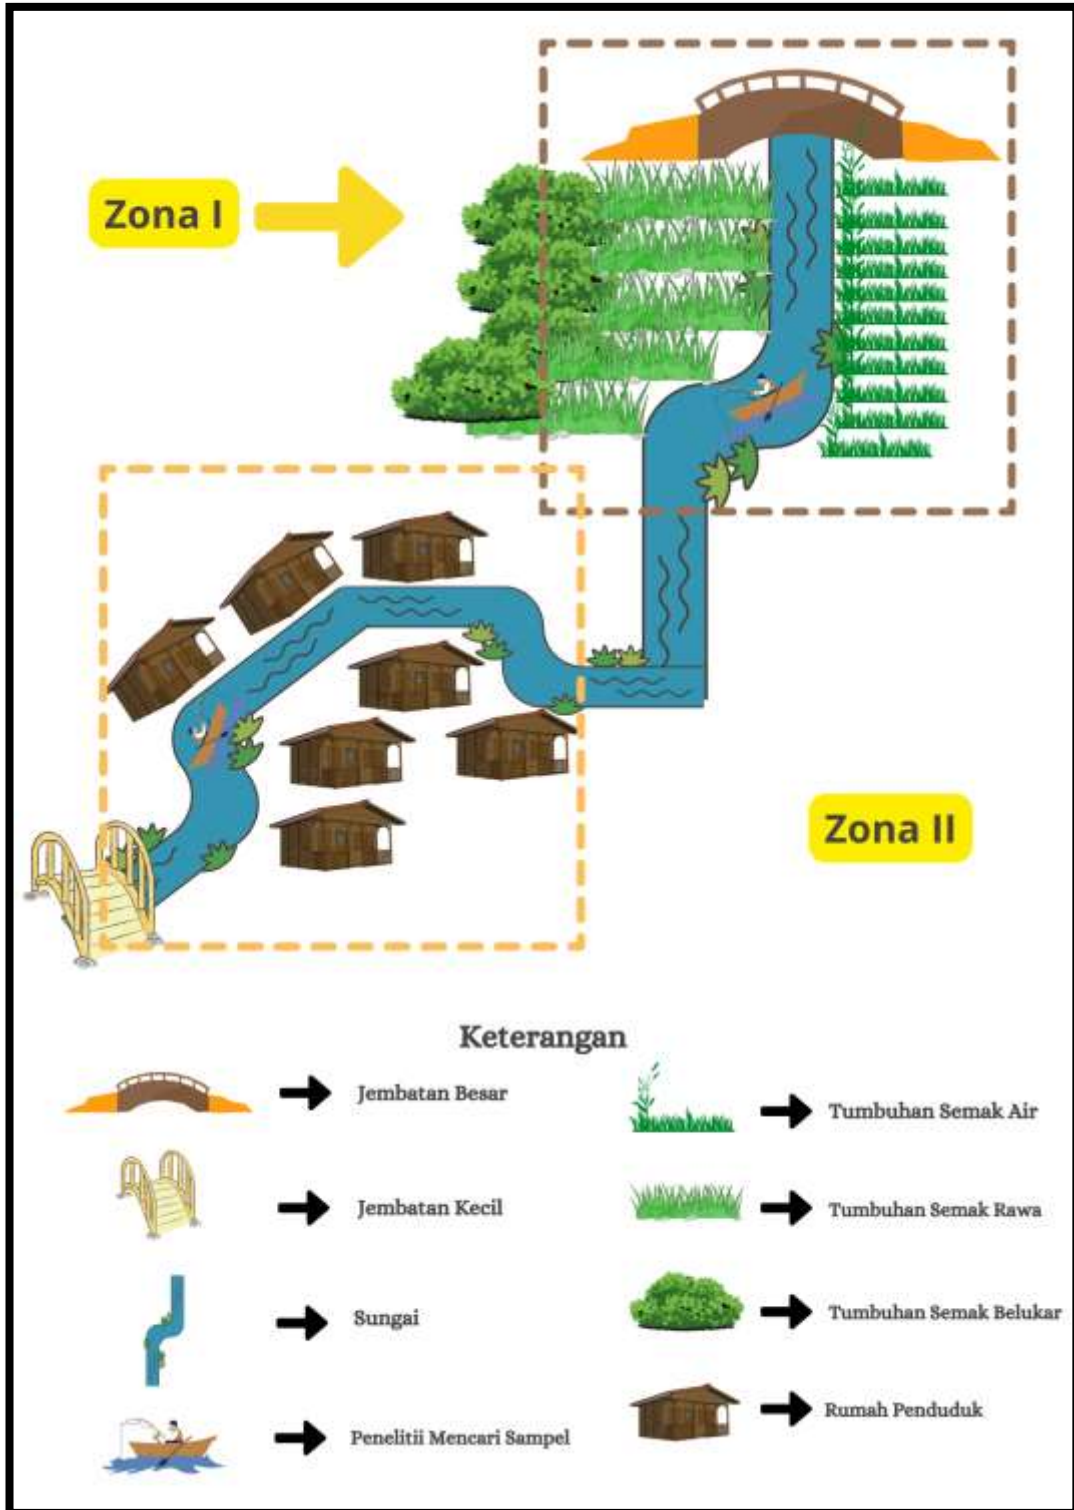 Zona I
Zona II
Keterangan
Jembatan Besar
Tumbuhan Semak Air
Jembatan Kecil
Tumbuhan Semak Rawa
Sungai
Tumbuhan Semak Belukar
Penelitii Mencari Sampel
Rumah Penduduk